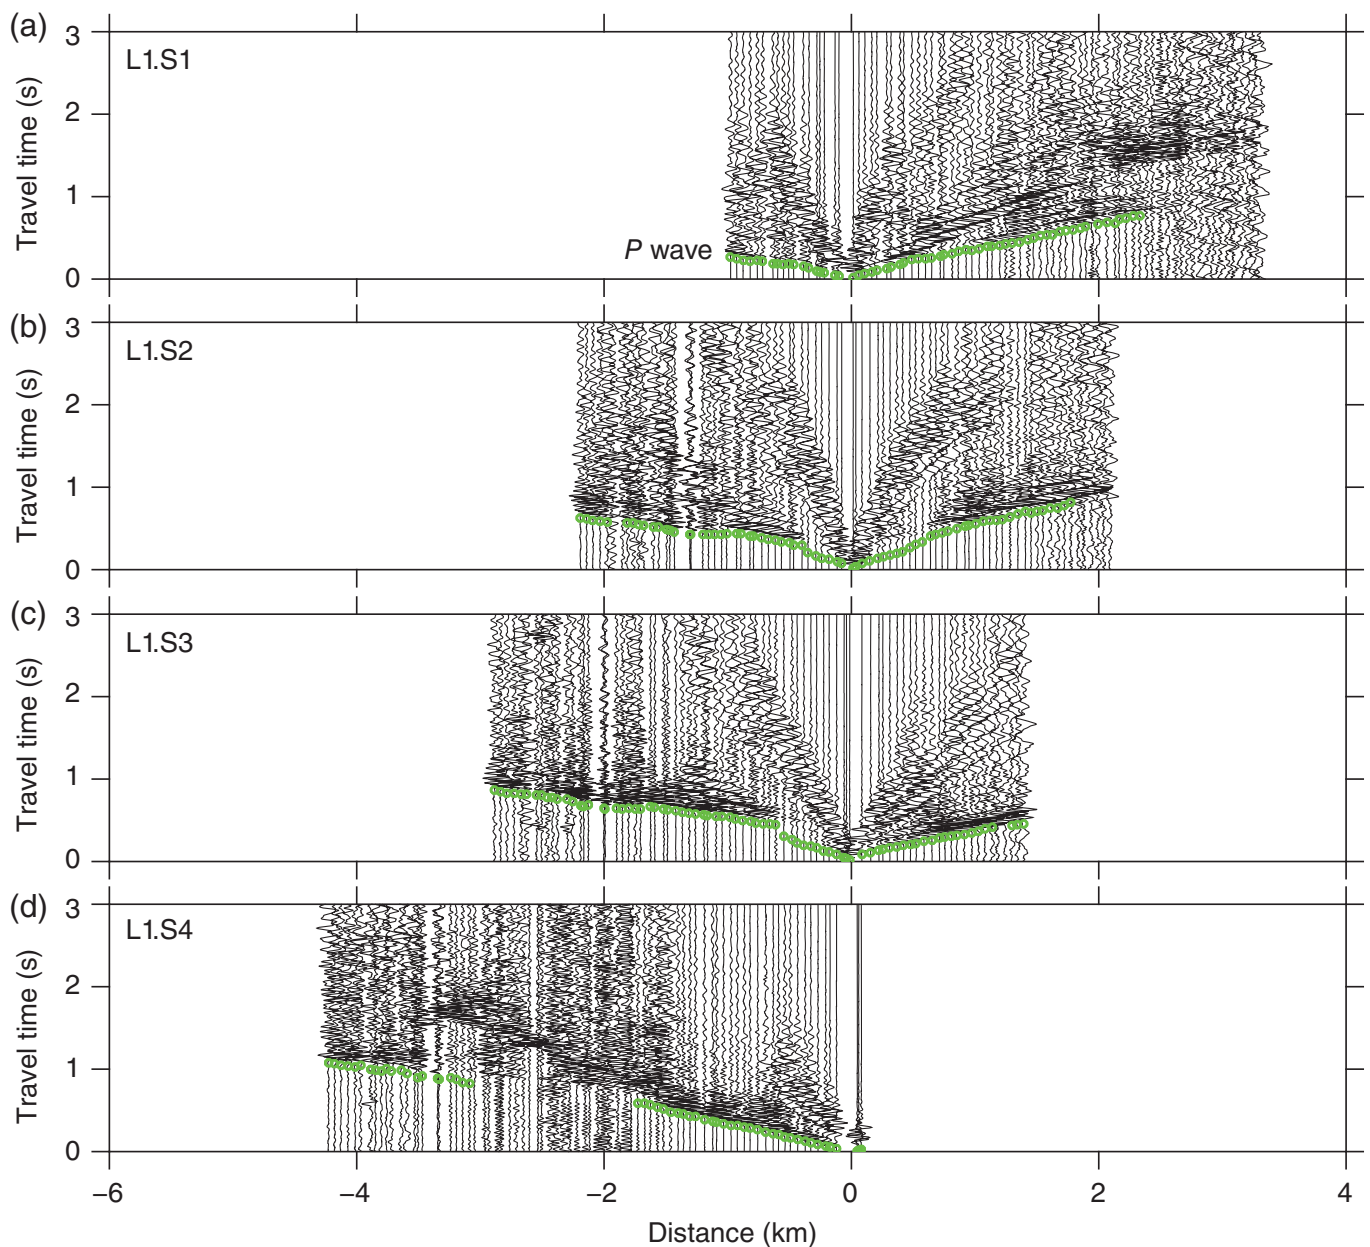 (a)
3
2
1
0
Travel time (s)
L1.S1
P wave
(b)
3
2
1
0
Travel time (s)
L1.S2
(c)
3
2
1
0
Travel time (s)
L1.S3
(d)
3
2
1
0
Travel time (s)
L1.S4
−6 −4 −2 0 2 4
Distance (km)